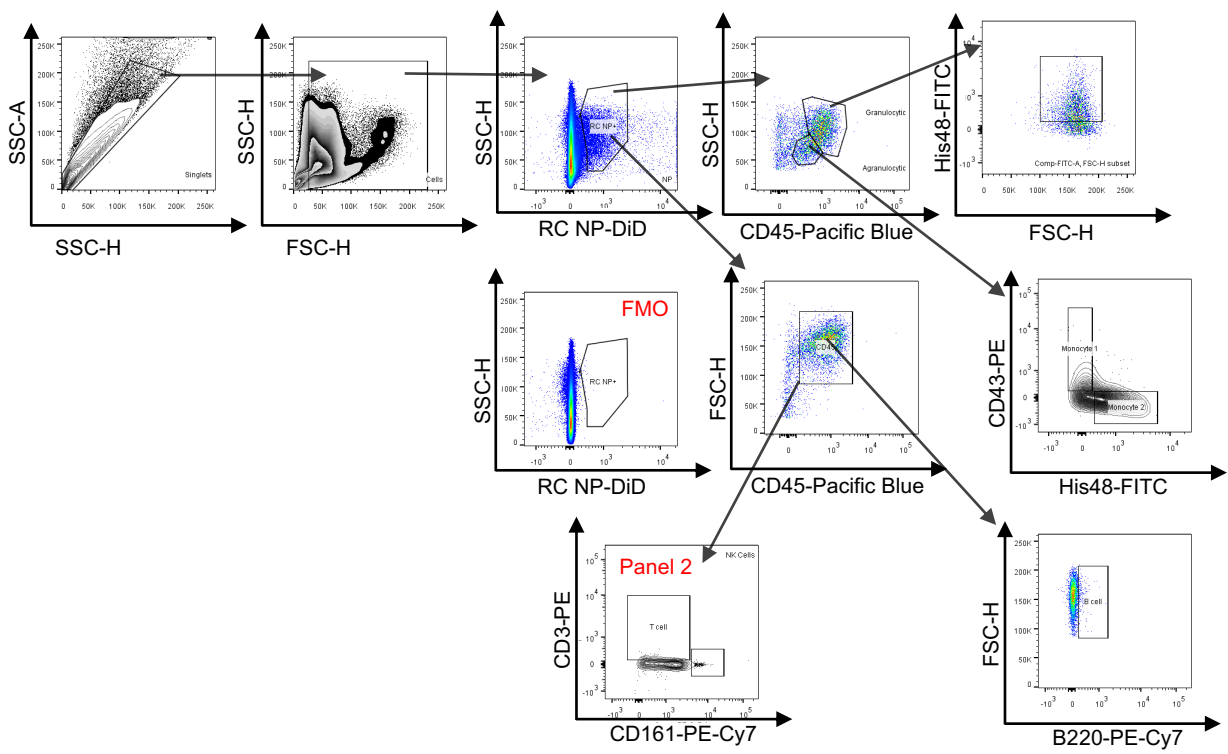 SSC-A
250K
200K
150K
100K
50K
0
Singlets
0 50K 100K 150K 200K 250K
SSC-H
SSC-H
250K
200K
150K
100K
50K
0
Cells
0 50K 100K 150K 200K 250K
FSC-H
SSC-H
250K
200K
150K
100K
50K
0
RC NP+
NP
-10³ 0 10³ 10⁴
RC NP-DiD
SSC-H
250K
200K
150K
100K
50K
0
Granulocytic
Agranulocytic
-10³ 0 10³ 10⁴ 10⁵
CD45-Pacific Blue
His48-FITC
10⁴
10³
0
-10³
Comp-FITC-A, FSC-H subset
0 50K 100K 150K 200K 250K
FSC-H
SSC-H
250K
200K
150K
100K
50K
0
FMO
RC NP+
-10³ 0 10³ 10⁴
RC NP-DiD
FSC-H
250K
200K
150K
100K
50K
0
CD45
-10³ 0 10³ 10⁴ 10⁵
CD45-Pacific Blue
CD43-PE
10⁵
10⁴
10³
0
-10³
Monocyte 1
Monocyte 2
-10³ 0 10³ 10⁴ 10⁵
His48-FITC
CD3-PE
10⁵
10⁴
10³
0
-10³
Panel 2
NK Cells
T cell
-10³ 0 10³ 10⁴ 10⁵
CD161-PE-Cy7
FSC-H
250K
200K
150K
100K
50K
0
B cell
-10³ 0 10³ 10⁴ 10⁵
B220-PE-Cy7